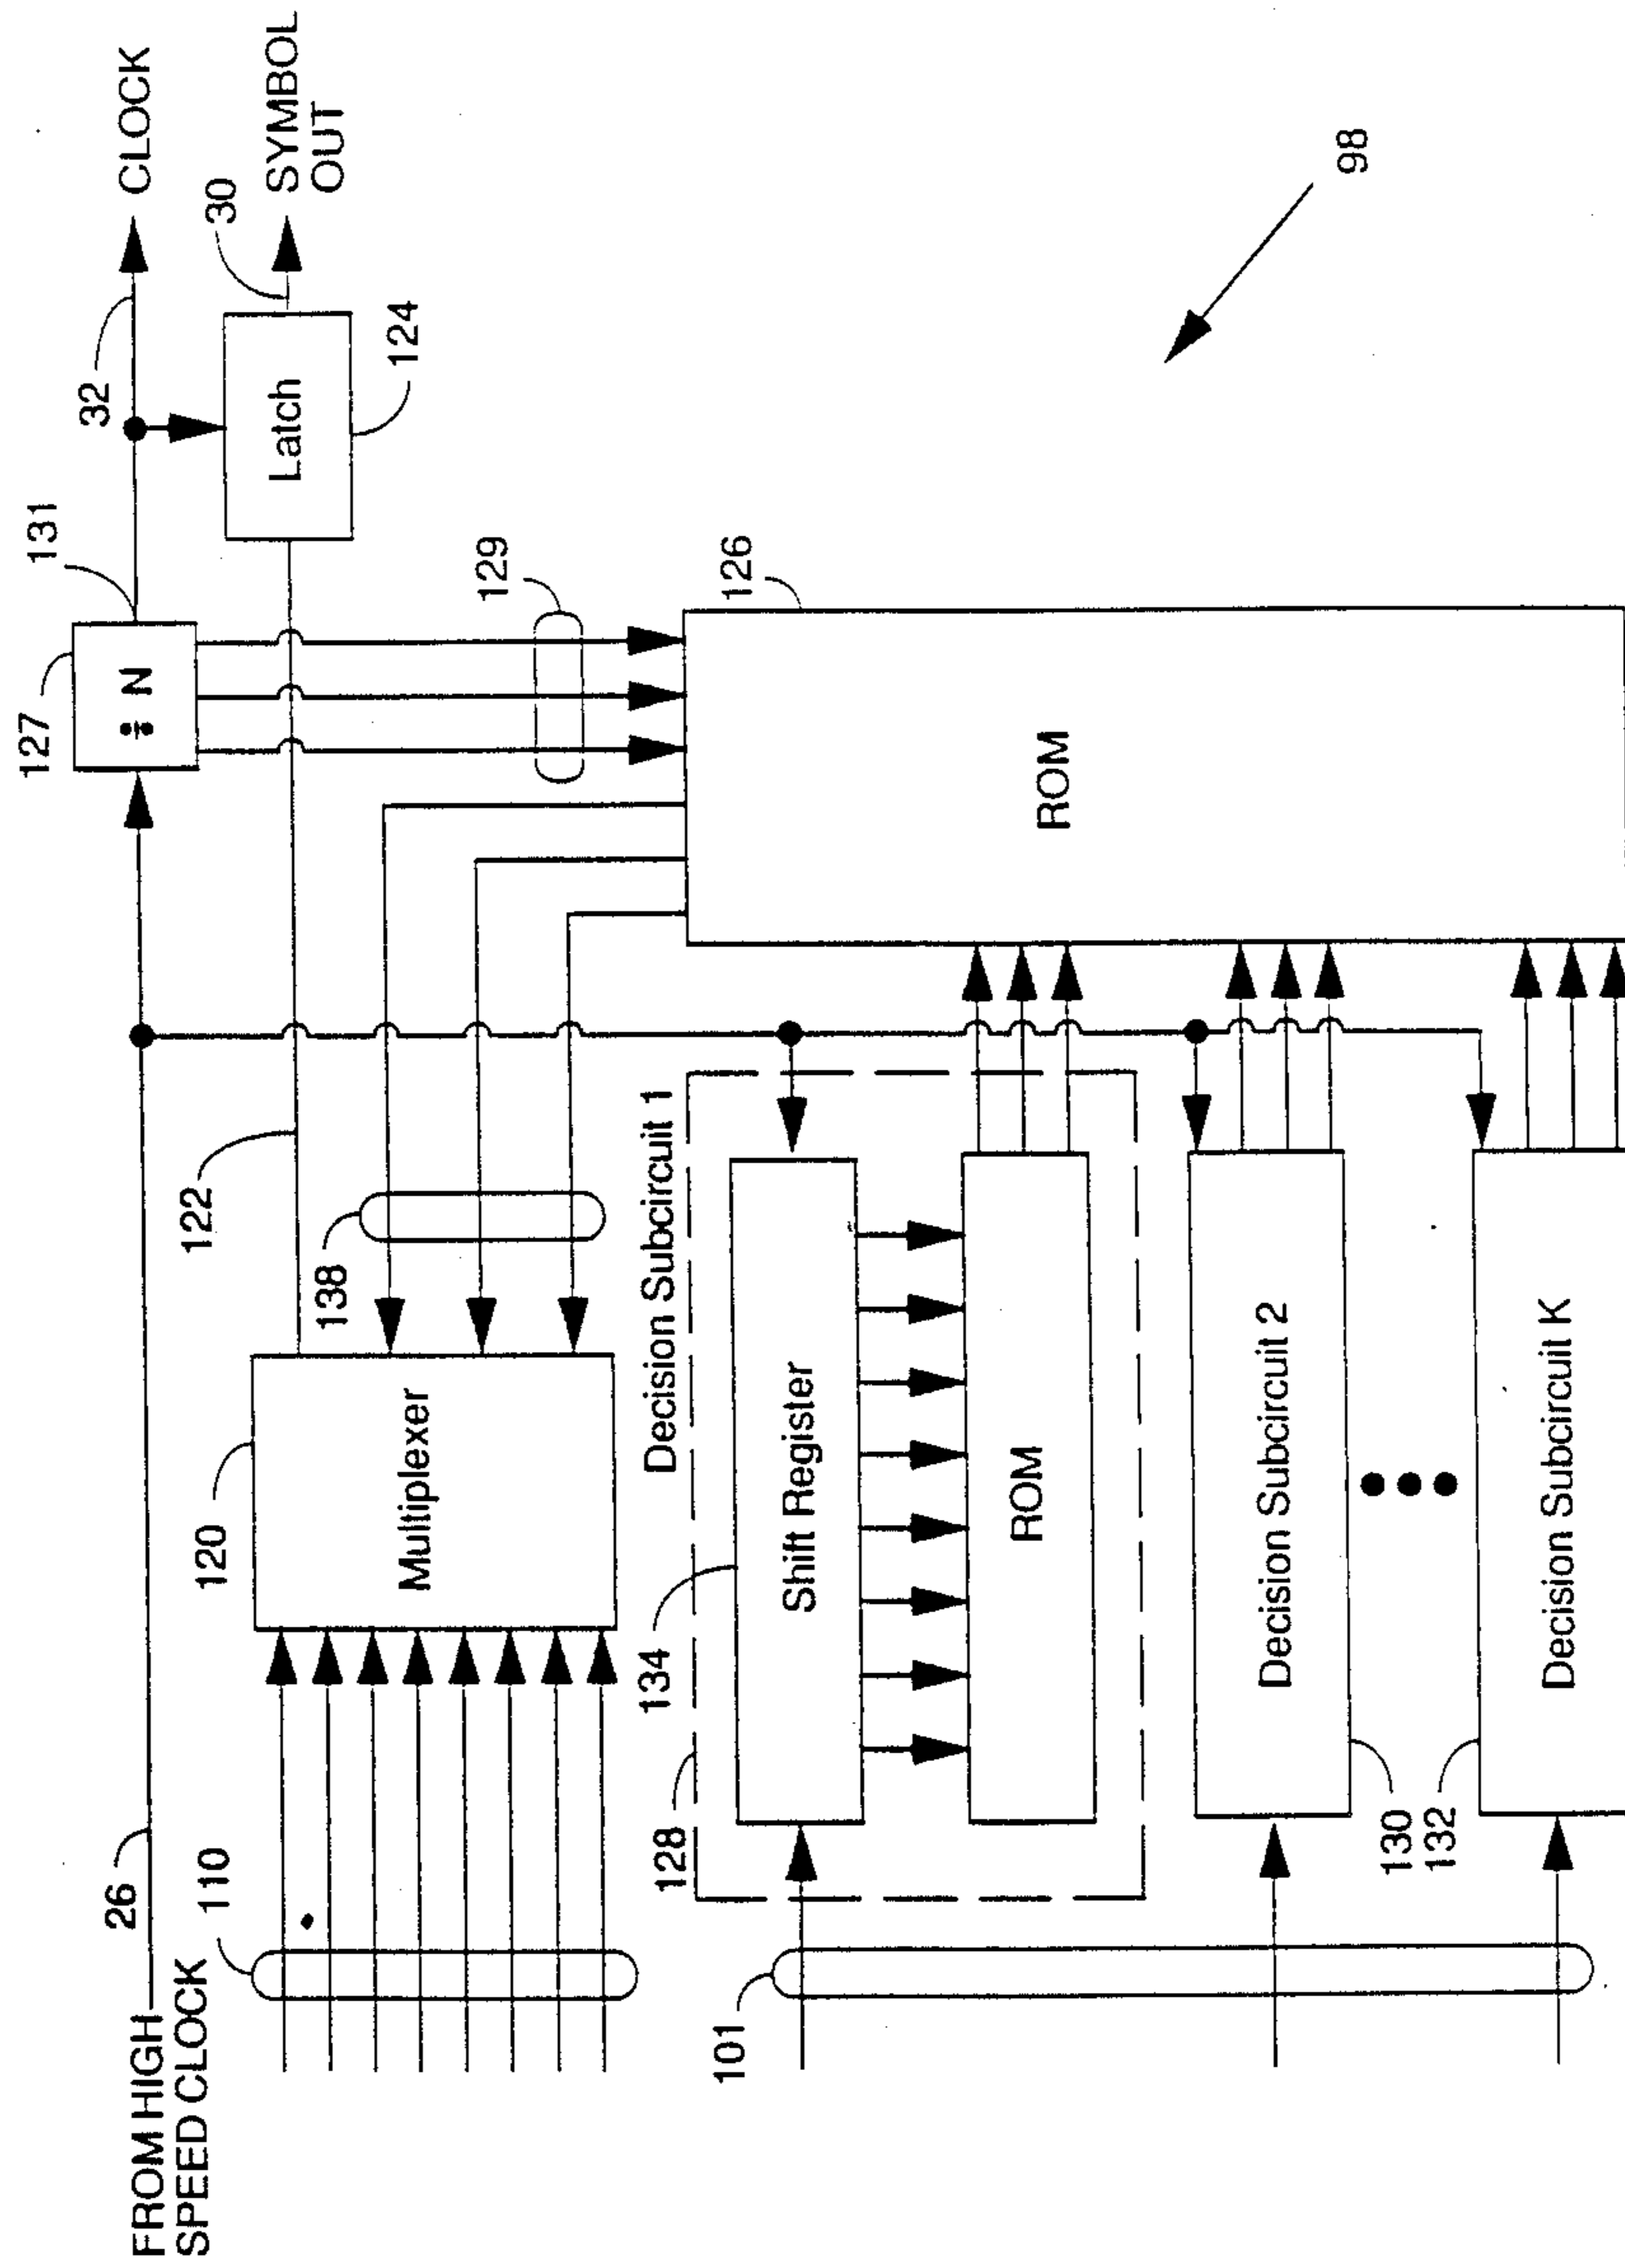 FROM HIGH
SPEED CLOCK
26
127
÷ N
131
32
CLOCK
110
120
Multiplexer
122
138
129
Latch
124
30
SYMBOL
OUT
Decision Subcircuit 1
128
134
Shift Register
ROM
126
ROM
101
Decision Subcircuit 2
130
132
Decision Subcircuit K
98